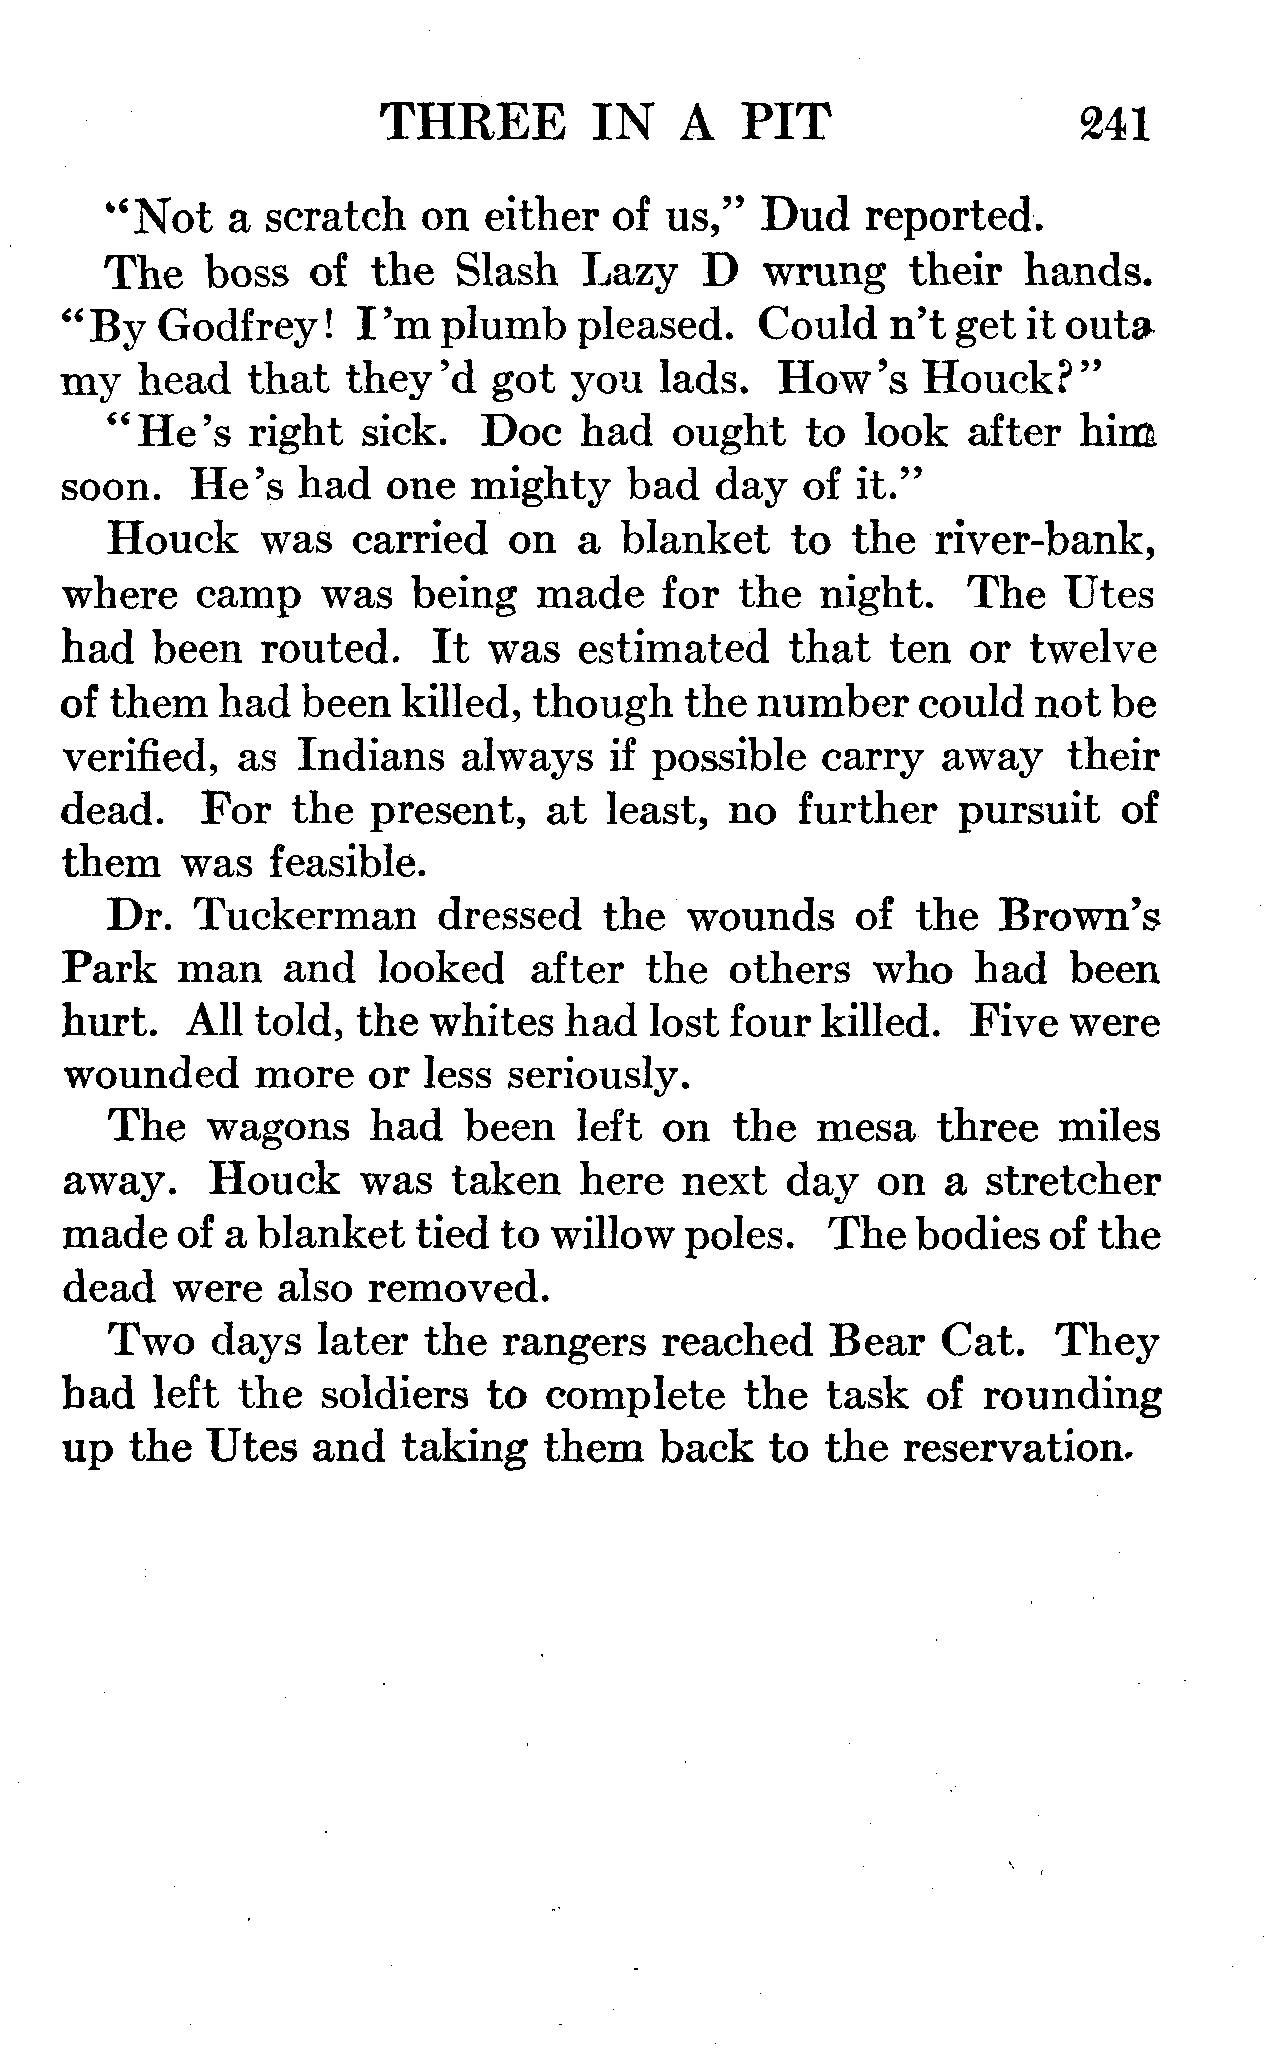 THREE IN A PIT 241
“Not a scratch on either of us,” Dud reported.
The boss of the Slash Lazy D wrung their hands.
“By Godfrey! I’m plumb pleased. Could n’t get it outa
my head that they’d got you lads. How’s Houck?”
“He’s right sick. Doc had ought to look after him
soon. He’s had one mighty bad day of it.”
Houck was carried on a blanket to the river-bank,
where camp was being made for the night. The Utes
had been routed. It was estimated that ten or twelve
of them had been killed, though the number could not be
verified, as Indians always if possible carry away their
dead. For the present, at least, no further pursuit of
them was feasible.
Dr. Tuckerman dressed the wounds of the Brown’s
Park man and looked after the others who had been
hurt. All told, the whites had lost four killed. Five were
wounded more or less seriously.
The wagons had been left on the mesa three miles
away. Houck was taken here next day on a stretcher
made of a blanket tied to willow poles. The bodies of the
dead were also removed.
Two days later the rangers reached Bear Cat. They
had left the soldiers to complete the task of rounding
up the Utes and taking them back to the reservation.